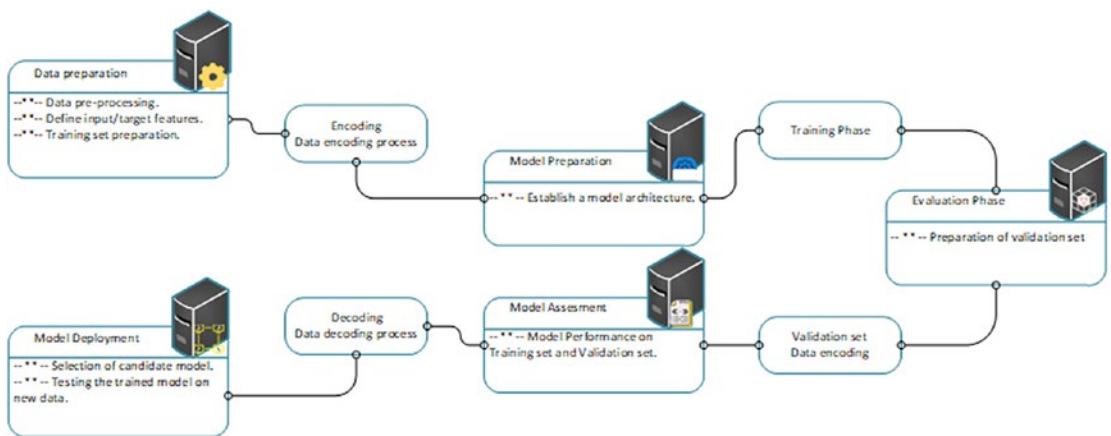 Data preparation
--**-- Data pre-processing.
--**-- Define input/target features.
--**-- Training set preparation.
Encoding
Data encoding process
Model Preparation
-- ** -- Establish a model architecture.
Training Phase
Evaluation Phase
-- ** -- Preparation of validation set
Validation set
Data encoding
Model Assesment
-- ** -- Model Performance on
Training set and Validation set.
Decoding
Data decoding process
Model Deployment
-- ** -- Selection of candidate model.
-- ** -- Testing the trained model on
new data.